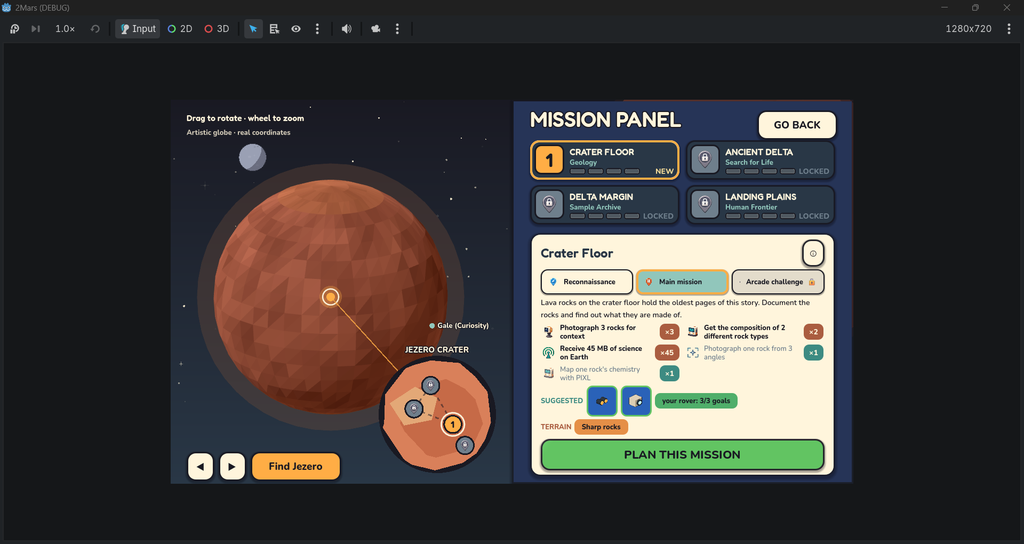 2Mars (DEBUG)
1.0×
Input
2D
3D
1280x720
Drag to rotate · wheel to zoom
Artistic globe · real coordinates
Gale (Curiosity)
JEZERO CRATER
1
Find Jezero
MISSION PANEL
GO BACK
1
CRATER FLOOR
Geology
NEW
ANCIENT DELTA
Search for Life
LOCKED
DELTA MARGIN
Sample Archive
LOCKED
LANDING PLAINS
Human Frontier
LOCKED
Crater Floor
Reconnaissance
Main mission
Arcade challenge
Lava rocks on the crater floor hold the oldest pages of this story. Document the
rocks and find out what they are made of.
Photograph 3 rocks for
context
×3
Get the composition of 2
different rock types
×2
Receive 45 MB of science
on Earth
×45
Photograph one rock from 3
angles
×1
Map one rock's chemistry
with PIXL
×1
SUGGESTED
your rover: 3/3 goals
TERRAIN
Sharp rocks
PLAN THIS MISSION